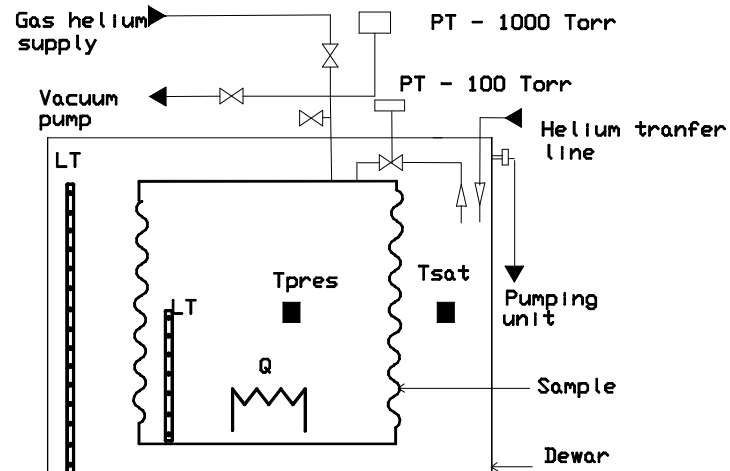 Gas helium
supply
PT - 1000 Torr
PT - 100 Torr
Vacuum
pump
Helium tranfer
line
LT
Tpres
Tsat
LT
Pumping
unit
Q
Sample
Dewar